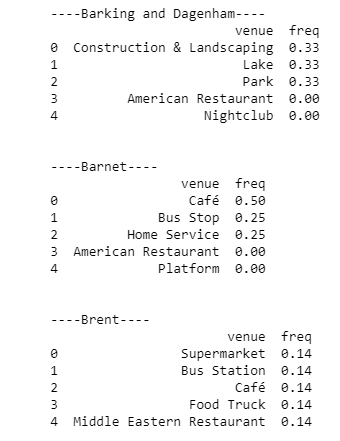 ----Barking and Dagenham----
venue freq
0 Construction & Landscaping 0.33
1 Lake 0.33
2 Park 0.33
3 American Restaurant 0.00
4 Nightclub 0.00
----Barnet----
venue freq
0 Café 0.50
1 Bus Stop 0.25
2 Home Service 0.25
3 American Restaurant 0.00
4 Platform 0.00
----Brent----
venue freq
0 Supermarket 0.14
1 Bus Station 0.14
2 Café 0.14
3 Food Truck 0.14
4 Middle Eastern Restaurant 0.14